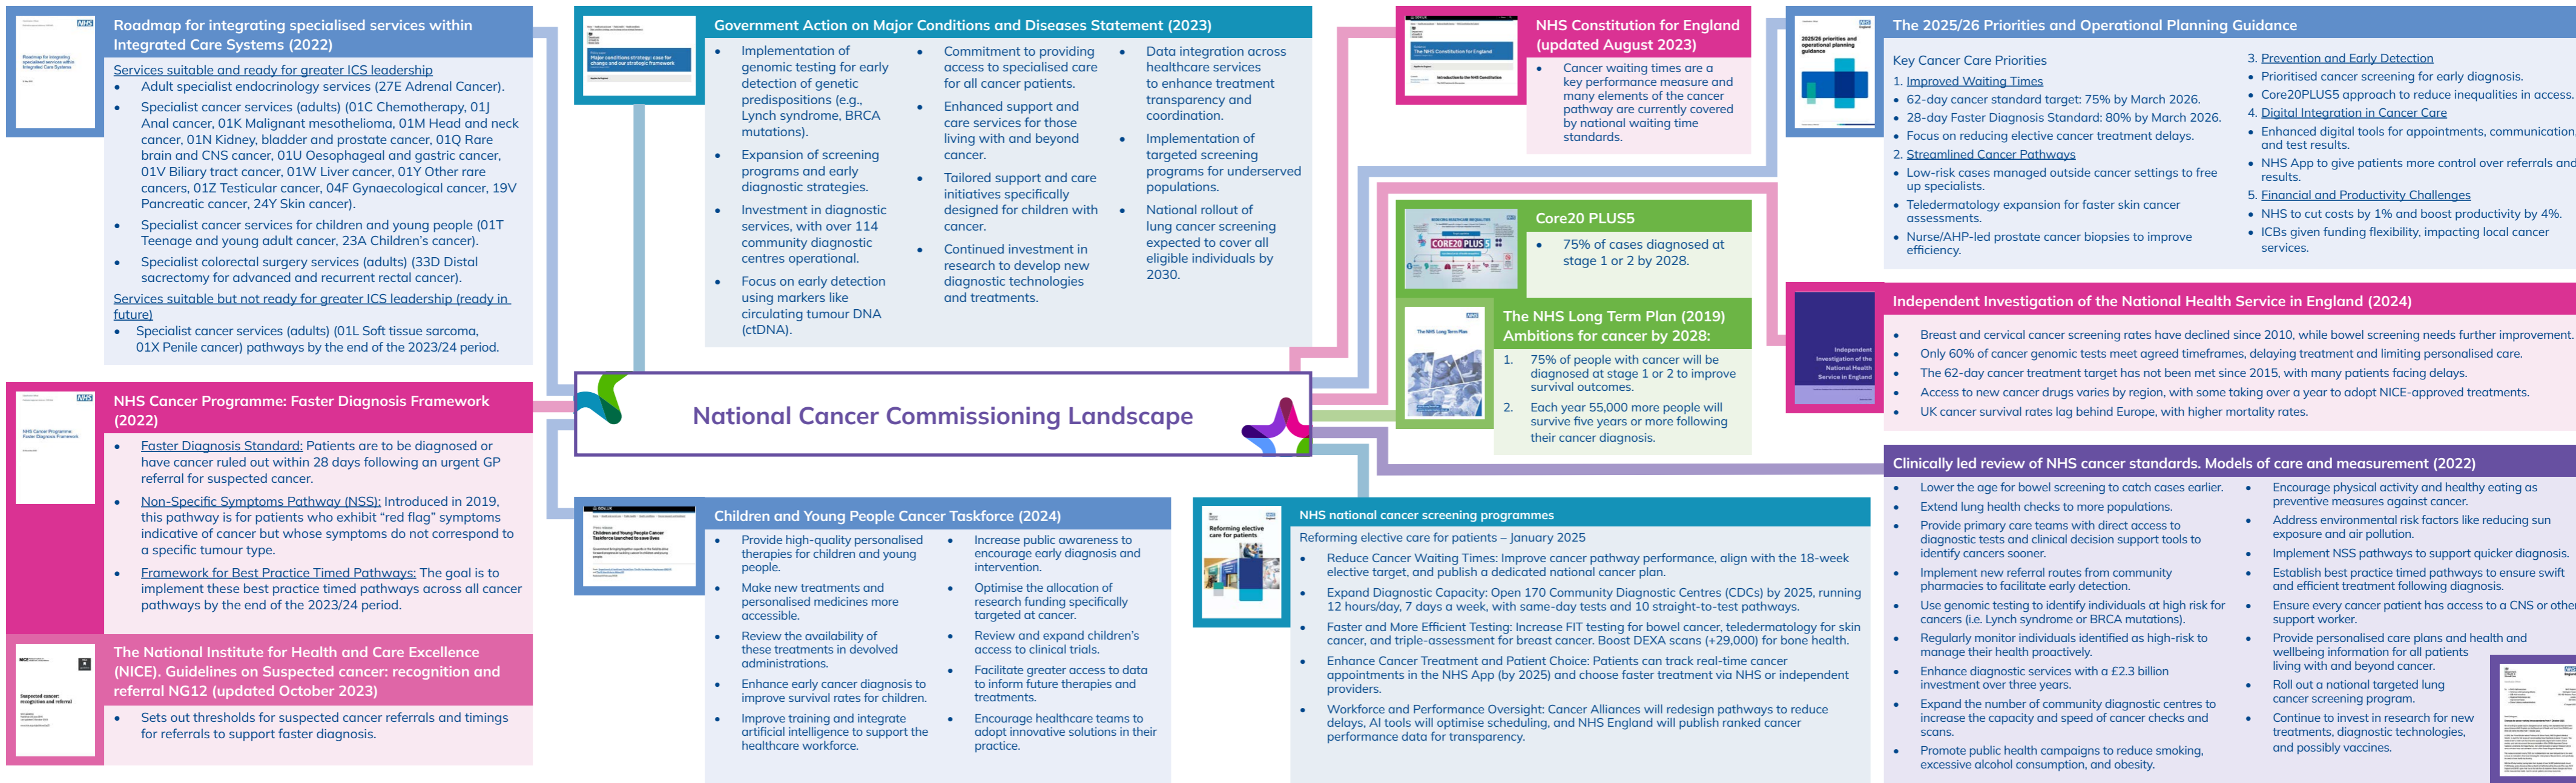 Roadmap for integrating specialised services within
Integrated Care Systems (2022)
Services suitable and ready for greater ICS leadership
• Adult specialist endocrinology services (27E Adrenal Cancer).
• Specialist cancer services (adults) (01C Chemotherapy, 01J
Anal cancer, 01K Malignant mesothelioma, 01M Head and neck
cancer, 01N Kidney, bladder and prostate cancer, 01Q Rare
brain and CNS cancer, 01U Oesophageal and gastric cancer,
01V Biliary tract cancer, 01W Liver cancer, 01Y Other rare
cancers, 01Z Testicular cancer, 04F Gynaecological cancer, 19V
Pancreatic cancer, 24Y Skin cancer).
• Specialist cancer services for children and young people (01T
Teenage and young adult cancer, 23A Children's cancer).
• Specialist colorectal surgery services (adults) (33D Distal
sacrectomy for advanced and recurrent rectal cancer).
Services suitable but not ready for greater ICS leadership (ready in
future)
• Specialist cancer services (adults) (01L Soft tissue sarcoma,
01X Penile cancer) pathways by the end of the 2023/24 period.
NHS Cancer Programme: Faster Diagnosis Framework
(2022)
• Faster Diagnosis Standard: Patients are to be diagnosed or
have cancer ruled out within 28 days following an urgent GP
referral for suspected cancer.
• Non-Specific Symptoms Pathway (NSS): Introduced in 2019,
this pathway is for patients who exhibit “red flag” symptoms
indicative of cancer but whose symptoms do not correspond to
a specific tumour type.
• Framework for Best Practice Timed Pathways: The goal is to
implement these best practice timed pathways across all cancer
pathways by the end of the 2023/24 period.
The National Institute for Health and Care Excellence
(NICE). Guidelines on Suspected cancer: recognition and
referral NG12 (updated October 2023)
Suspected cancer:
recognition and referral
• Sets out thresholds for suspected cancer referrals and timings
for referrals to support faster diagnosis.
Government Action on Major Conditions and Diseases Statement (2023)
Major conditions strategy: case for
change and our strategic framework
• Implementation of
genomic testing for early
detection of genetic
predispositions (e.g.,
Lynch syndrome, BRCA
mutations).
• Expansion of screening
programs and early
diagnostic strategies.
• Investment in diagnostic
services, with over 114
community diagnostic
centres operational.
• Focus on early detection
using markers like
circulating tumour DNA
(ctDNA).
• Commitment to providing
access to specialised care
for all cancer patients.
• Enhanced support and
care services for those
living with and beyond
cancer.
• Tailored support and care
initiatives specifically
designed for children with
cancer.
• Continued investment in
research to develop new
diagnostic technologies
and treatments.
• Data integration across
healthcare services
to enhance treatment
transparency and
coordination.
• Implementation of
targeted screening
programs for underserved
populations.
• National rollout of
lung cancer screening
expected to cover all
eligible individuals by
2030.
National Cancer Commissioning Landscape
Children and Young People Cancer Taskforce (2024)
Children and Young People Cancer
Taskforce launched to save lives
• Provide high-quality personalised
therapies for children and young
people.
• Make new treatments and
personalised medicines more
accessible.
• Review the availability of
these treatments in devolved
administrations.
• Enhance early cancer diagnosis to
improve survival rates for children.
• Improve training and integrate
artificial intelligence to support the
healthcare workforce.
• Increase public awareness to
encourage early diagnosis and
intervention.
• Optimise the allocation of
research funding specifically
targeted at cancer.
• Review and expand children's
access to clinical trials.
• Facilitate greater access to data
to inform future therapies and
treatments.
• Encourage healthcare teams to
adopt innovative solutions in their
practice.
NHS Constitution for England
(updated August 2023)
The NHS Constitution for England
• Cancer waiting times are a
key performance measure and
many elements of the cancer
pathway are currently covered
by national waiting time
standards.
Core20 PLUS5
CORE20 PLUS 5
• 75% of cases diagnosed at
stage 1 or 2 by 2028.
The NHS Long Term Plan (2019)
Ambitions for cancer by 2028:
The NHS Long Term Plan
1. 75% of people with cancer will be
diagnosed at stage 1 or 2 to improve
survival outcomes.
2. Each year 55,000 more people will
survive five years or more following
their cancer diagnosis.
NHS national cancer screening programmes
Reforming elective
care for patients
Reforming elective care for patients – January 2025
• Reduce Cancer Waiting Times: Improve cancer pathway performance, align with the 18-week
elective target, and publish a dedicated national cancer plan.
• Expand Diagnostic Capacity: Open 170 Community Diagnostic Centres (CDCs) by 2025, running
12 hours/day, 7 days a week, with same-day tests and 10 straight-to-test pathways.
• Faster and More Efficient Testing: Increase FIT testing for bowel cancer, teledermatology for skin
cancer, and triple-assessment for breast cancer. Boost DEXA scans (+29,000) for bone health.
• Enhance Cancer Treatment and Patient Choice: Patients can track real-time cancer
appointments in the NHS App (by 2025) and choose faster treatment via NHS or independent
providers.
• Workforce and Performance Oversight: Cancer Alliances will redesign pathways to reduce
delays, AI tools will optimise scheduling, and NHS England will publish ranked cancer
performance data for transparency.
The 2025/26 Priorities and Operational Planning Guidance
2025/26 priorities and
operational planning
guidance
Key Cancer Care Priorities
1. Improved Waiting Times
• 62-day cancer standard target: 75% by March 2026.
• 28-day Faster Diagnosis Standard: 80% by March 2026.
• Focus on reducing elective cancer treatment delays.
2. Streamlined Cancer Pathways
• Low-risk cases managed outside cancer settings to free
up specialists.
• Teledermatology expansion for faster skin cancer
assessments.
• Nurse/AHP-led prostate cancer biopsies to improve
efficiency.
3. Prevention and Early Detection
• Prioritised cancer screening for early diagnosis.
• Core20PLUS5 approach to reduce inequalities in access.
4. Digital Integration in Cancer Care
• Enhanced digital tools for appointments, communication,
and test results.
• NHS App to give patients more control over referrals and
results.
5. Financial and Productivity Challenges
• NHS to cut costs by 1% and boost productivity by 4%.
• ICBs given funding flexibility, impacting local cancer
services.
Independent Investigation of the National Health Service in England (2024)
Independent
Investigation of the
National Health
Service in England
• Breast and cervical cancer screening rates have declined since 2010, while bowel screening needs further improvement.
• Only 60% of cancer genomic tests meet agreed timeframes, delaying treatment and limiting personalised care.
• The 62-day cancer treatment target has not been met since 2015, with many patients facing delays.
• Access to new cancer drugs varies by region, with some taking over a year to adopt NICE-approved treatments.
• UK cancer survival rates lag behind Europe, with higher mortality rates.
Clinically led review of NHS cancer standards. Models of care and measurement (2022)
• Lower the age for bowel screening to catch cases earlier.
• Extend lung health checks to more populations.
• Provide primary care teams with direct access to
diagnostic tests and clinical decision support tools to
identify cancers sooner.
• Implement new referral routes from community
pharmacies to facilitate early detection.
• Use genomic testing to identify individuals at high risk for
cancers (i.e. Lynch syndrome or BRCA mutations).
• Regularly monitor individuals identified as high-risk to
manage their health proactively.
• Enhance diagnostic services with a £2.3 billion
investment over three years.
• Expand the number of community diagnostic centres to
increase the capacity and speed of cancer checks and
scans.
• Promote public health campaigns to reduce smoking,
excessive alcohol consumption, and obesity.
• Encourage physical activity and healthy eating as
preventive measures against cancer.
• Address environmental risk factors like reducing sun
exposure and air pollution.
• Implement NSS pathways to support quicker diagnosis.
• Establish best practice timed pathways to ensure swift
and efficient treatment following diagnosis.
• Ensure every cancer patient has access to a CNS or other
support worker.
• Provide personalised care plans and health and
wellbeing information for all patients
living with and beyond cancer.
• Roll out a national targeted lung
cancer screening program.
• Continue to invest in research for new
treatments, diagnostic technologies,
and possibly vaccines.